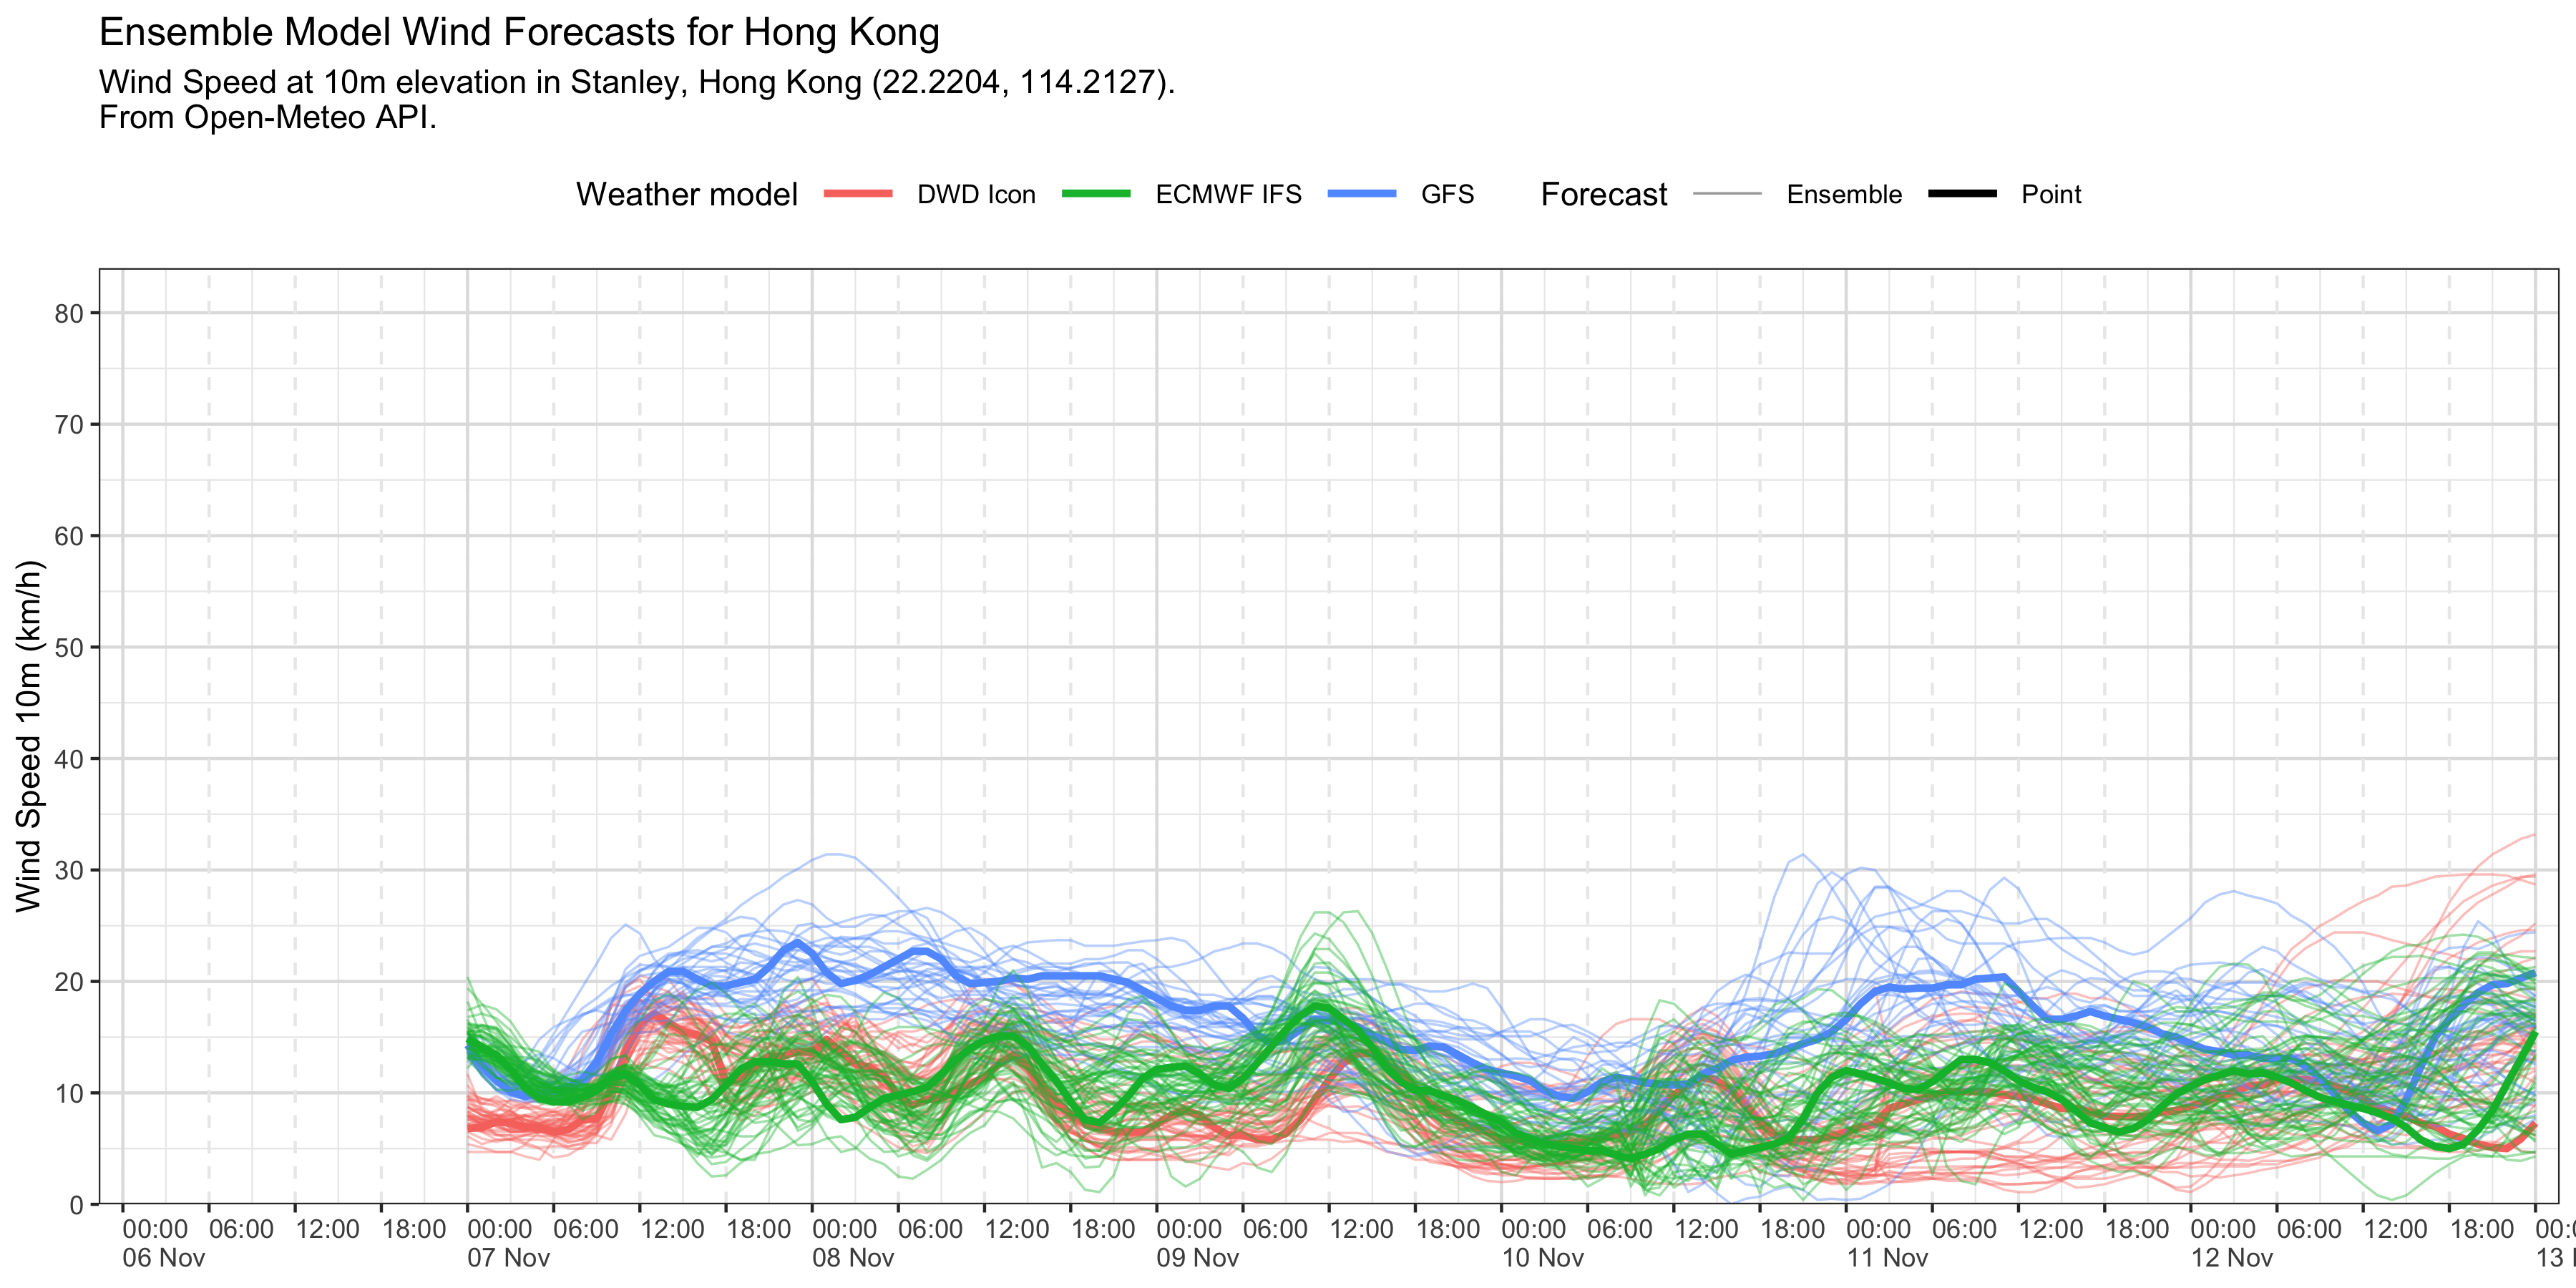 Ensemble Model Wind Forecasts for Hong Kong
Wind Speed at 10m elevation in Stanley, Hong Kong (22.2204, 114.2127).
From Open-Meteo API.
Weather model DWD Icon ECMWF IFS GFS Forecast Ensemble Point
Wind Speed 10m (km/h)
80
70
60
50
40
30
20
10
0
00:00 06:00 12:00 18:00 00:00 06:00 12:00 18:00 00:00 06:00 12:00 18:00 00:00 06:00 12:00 18:00 00:00 06:00 12:00 18:00 00:00 06:00 12:00 18:00 00:00 06:00 12:00 18:00 00:
06 Nov 07 Nov 08 Nov 09 Nov 10 Nov 11 Nov 12 Nov 13